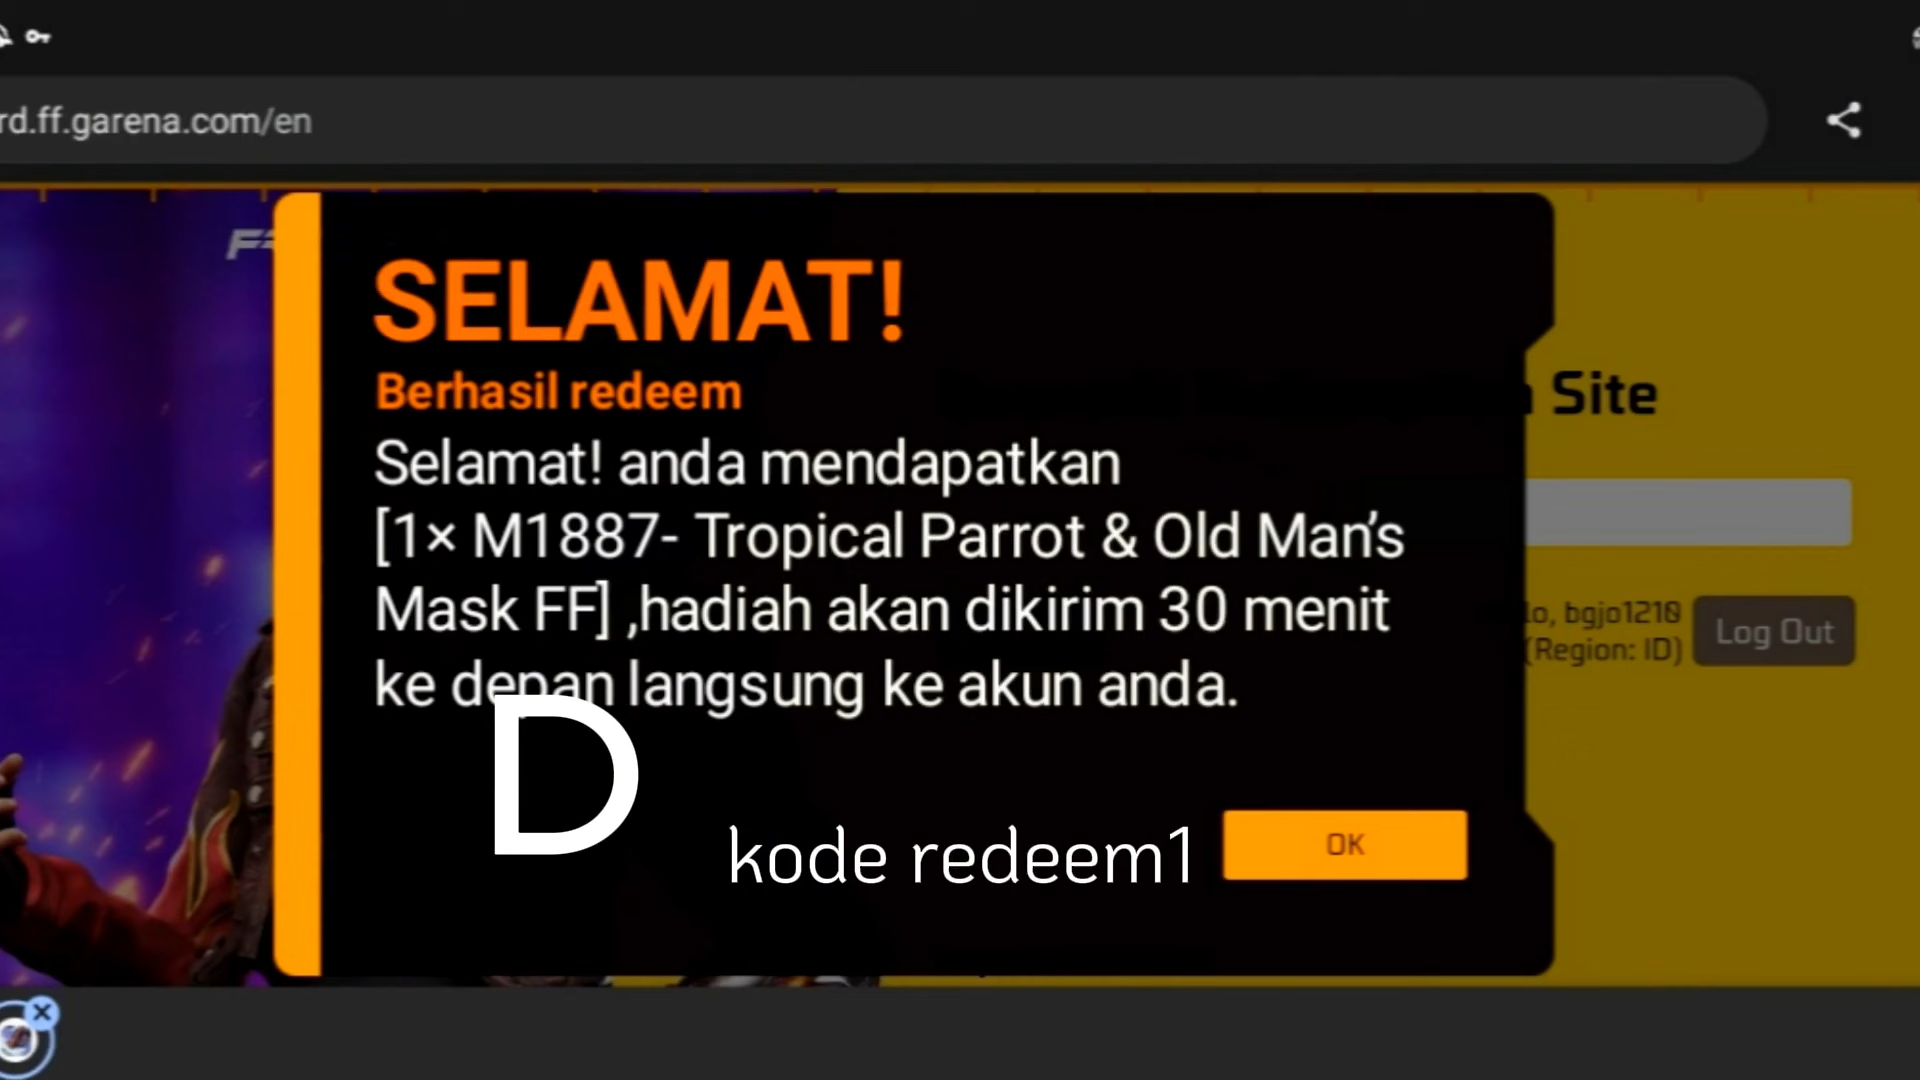 rd.ff.garena.com/en
SELAMAT!
Berhasil redeem
Selamat! anda mendapatkan
[1× M1887- Tropical Parrot & Old Man's
Mask FF] ,hadiah akan dikirim 30 menit
ke depan langsung ke akun anda.
D
kode redeem1
OK
Site
lo, bgjo1210
(Region: ID)
Log Out